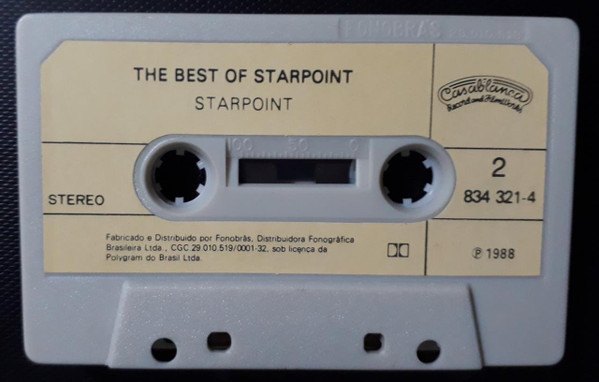 FONOBRAS
THE BEST OF STARPOINT
STARPOINT
Casablanca
Record and FilmWorks
100 50 0
2
STEREO
834 321-4
Fabricado e Distribuido por Fonobrás, Distribuidora Fonográfica
Brasileira Ltda., CGC 29.010.519/0001-32, sob licença da
Polygram do Brasil Ltda.
℗ 1988